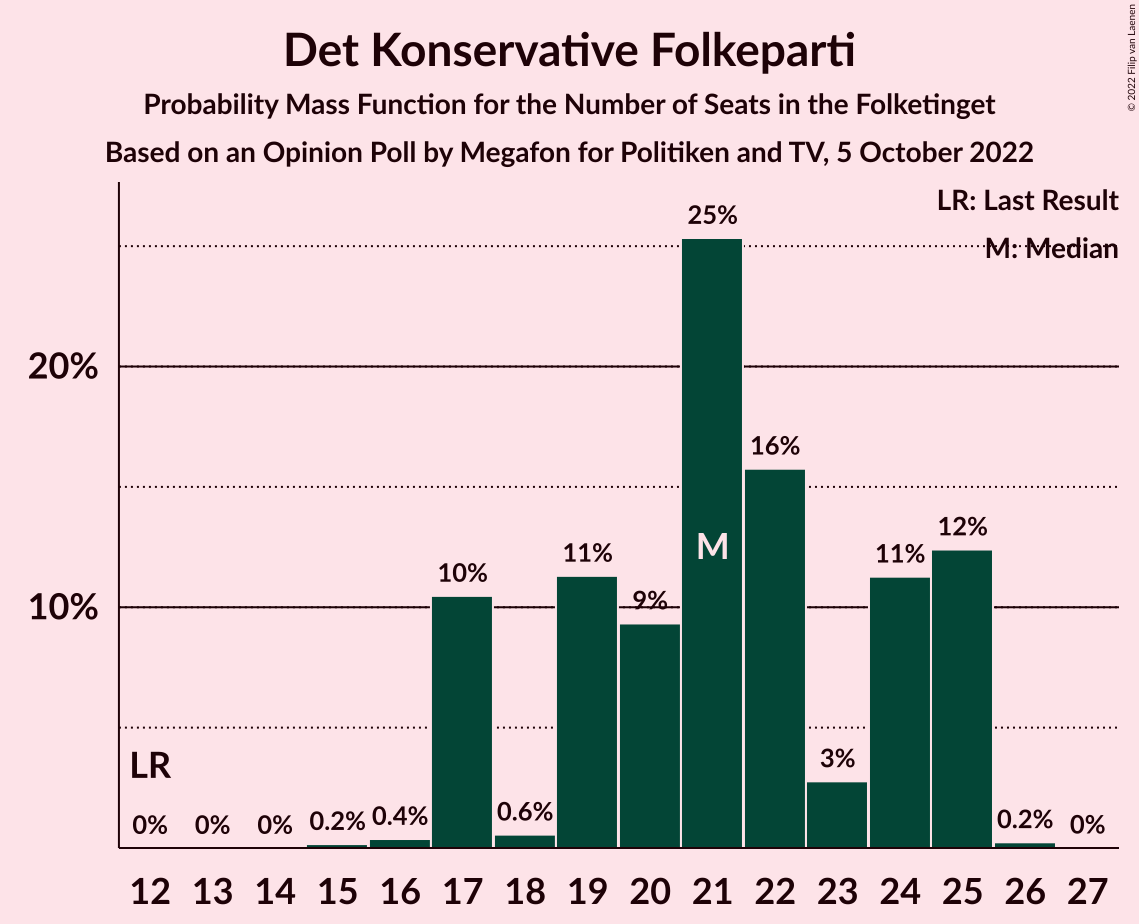 Det Konservative Folkeparti
Probability Mass Function for the Number of Seats in the Folketinget
Based on an Opinion Poll by Megafon for Politiken and TV, 5 October 2022
© 2022 Filip van Laenen
LR: Last Result
M: Median
20%
10%
25%
16%
12%
11%
11%
10%
9%
3%
M
LR
0%
0%
0%
0.2%
0.4%
0.6%
0.2%
0%
12 13 14 15 16 17 18 19 20 21 22 23 24 25 26 27